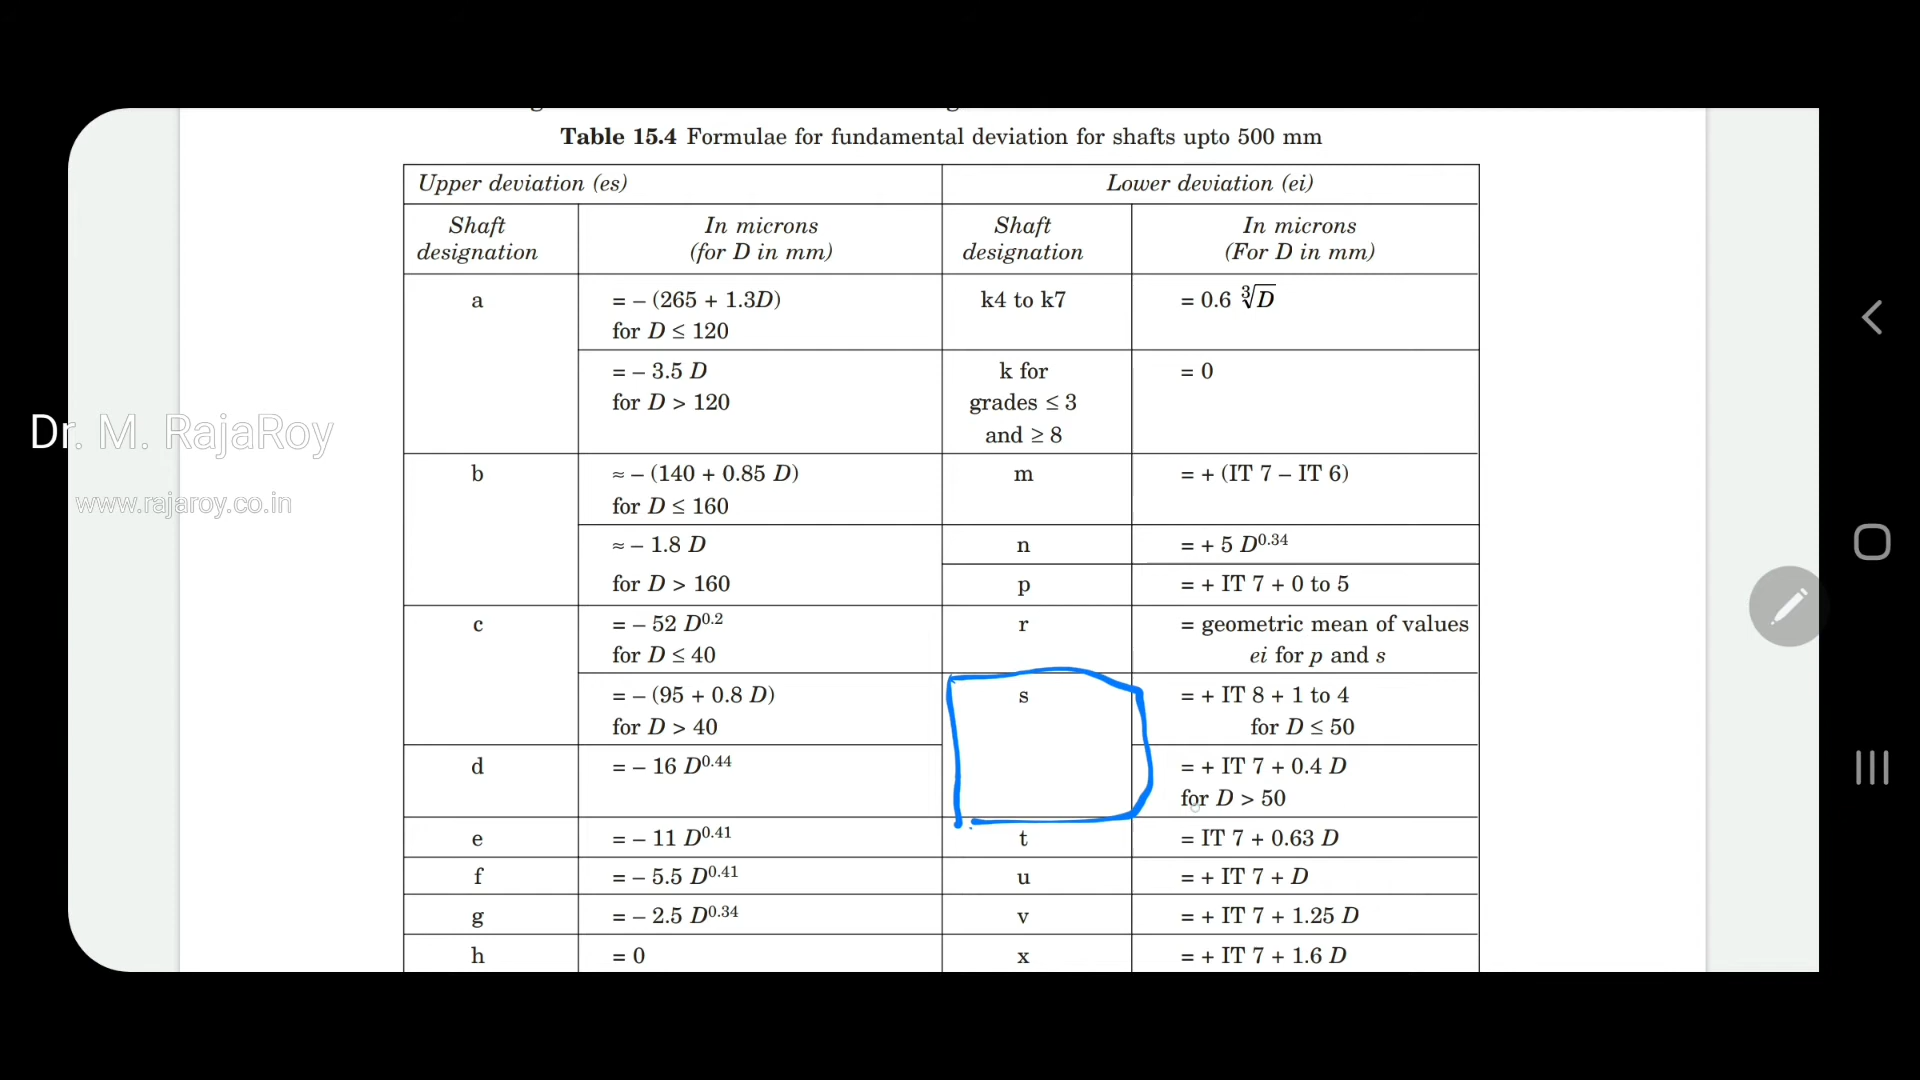 Table 15.4 Formulae for fundamental deviation for shafts upto 500 mm
Upper deviation (es) Lower deviation (ei)
Shaft designation In microns (for D in mm) Shaft designation In microns (For D in mm)
a = – (265 + 1.3D) k4 to k7 = 0.6 ∛D
for D ≤ 120
= – 3.5 D k for = 0
for D > 120 grades ≤ 3
and ≥ 8
b ≈ – (140 + 0.85 D) m = + (IT 7 – IT 6)
for D ≤ 160
≈ – 1.8 D n = + 5 D^0.34
for D > 160 p = + IT 7 + 0 to 5
c = – 52 D^0.2 r = geometric mean of values
for D ≤ 40 ei for p and s
= – (95 + 0.8 D) s = + IT 8 + 1 to 4
for D > 40 for D ≤ 50
d = – 16 D^0.44 = + IT 7 + 0.4 D
for D > 50
e = – 11 D^0.41 t = IT 7 + 0.63 D
f = – 5.5 D^0.41 u = + IT 7 + D
g = – 2.5 D^0.34 v = + IT 7 + 1.25 D
h = 0 x = + IT 7 + 1.6 D
Dr. M. RajaRoy
www.rajaroy.co.in